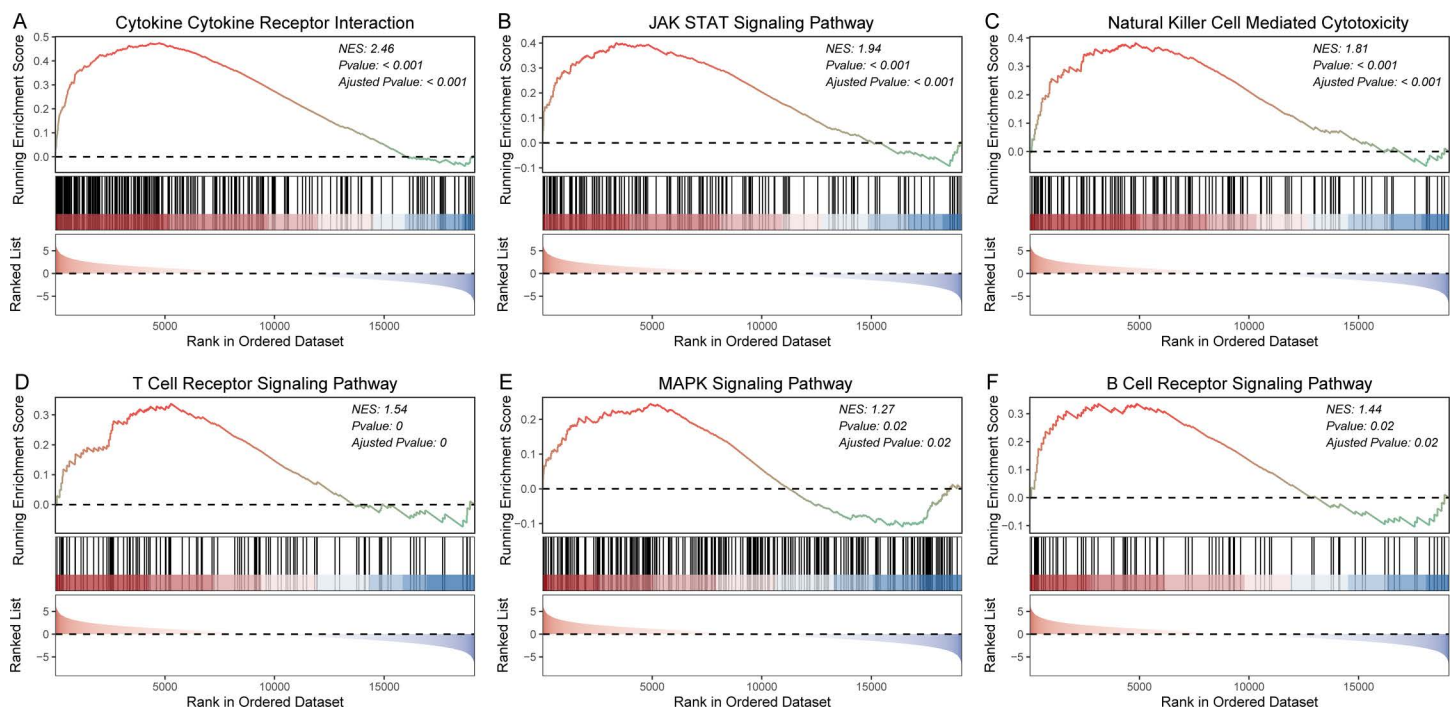 A
Cytokine Cytokine Receptor Interaction
Running Enrichment Score
0.5
0.4
0.3
0.2
0.1
0.0
NES: 2.46
Pvalue: < 0.001
Ajusted Pvalue: < 0.001
Ranked List
5
0
−5
5000
10000
15000
Rank in Ordered Dataset
B
JAK STAT Signaling Pathway
Running Enrichment Score
0.4
0.3
0.2
0.1
0.0
−0.1
NES: 1.94
Pvalue: < 0.001
Ajusted Pvalue: < 0.001
Ranked List
5
0
−5
5000
10000
15000
Rank in Ordered Dataset
C
Natural Killer Cell Mediated Cytotoxicity
Running Enrichment Score
0.4
0.3
0.2
0.1
0.0
NES: 1.81
Pvalue: < 0.001
Ajusted Pvalue: < 0.001
Ranked List
5
0
−5
5000
10000
15000
Rank in Ordered Dataset
D
T Cell Receptor Signaling Pathway
Running Enrichment Score
0.3
0.2
0.1
0.0
NES: 1.54
Pvalue: 0
Ajusted Pvalue: 0
Ranked List
5
0
−5
5000
10000
15000
Rank in Ordered Dataset
E
MAPK Signaling Pathway
Running Enrichment Score
0.2
0.1
0.0
−0.1
NES: 1.27
Pvalue: 0.02
Ajusted Pvalue: 0.02
Ranked List
5
0
−5
5000
10000
15000
Rank in Ordered Dataset
F
B Cell Receptor Signaling Pathway
Running Enrichment Score
0.3
0.2
0.1
0.0
−0.1
NES: 1.44
Pvalue: 0.02
Ajusted Pvalue: 0.02
Ranked List
5
0
−5
5000
10000
15000
Rank in Ordered Dataset